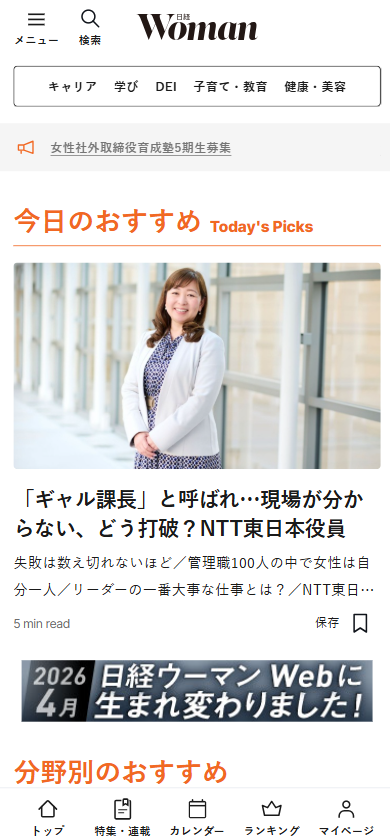 メニュー
検索
日経
Woman
キャリア 学び DEI 子育て・教育 健康・美容
女性社外取締役育成塾5期生募集
今日のおすすめ Today's Picks
「ギャル課長」と呼ばれ…現場が分か
らない、どう打破？NTT東日本役員
失敗は数え切れないほど／管理職100人の中で女性は自
分一人／リーダーの一番大事な仕事とは？／NTT東日…
5 min read
保存
2026
4月
日経ウーマン Webに
生まれ変わりました！
分野別のおすすめ
トップ 特集・連載 カレンダー ランキング マイページ